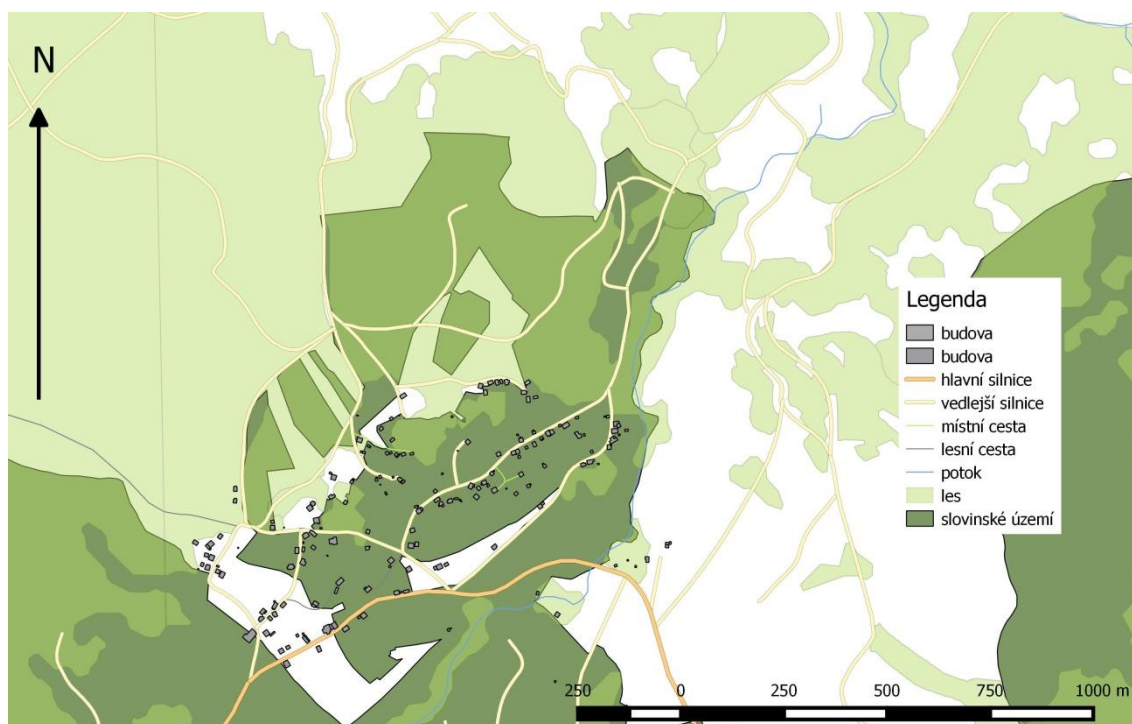 N
Legenda
budova
budova
hlavní silnice
vedlejší silnice
místní cesta
lesní cesta
potok
les
slovinské území
250 0 250 500 750 1000 m